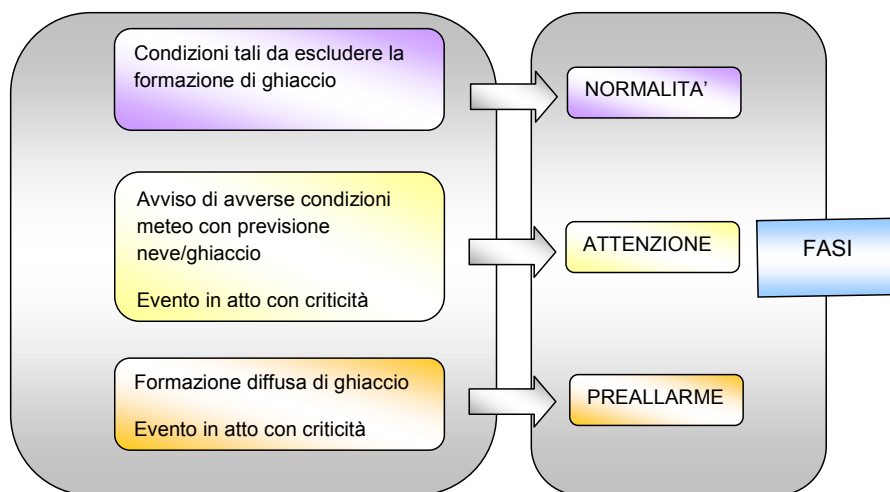 Condizioni tali da escludere la
formazione di ghiaccio
NORMALITA'
Avviso di avverse condizioni
meteo con previsione
neve/ghiaccio
Evento in atto con criticità
ATTENZIONE
FASI
Formazione diffusa di ghiaccio
Evento in atto con criticità
PREALLARME